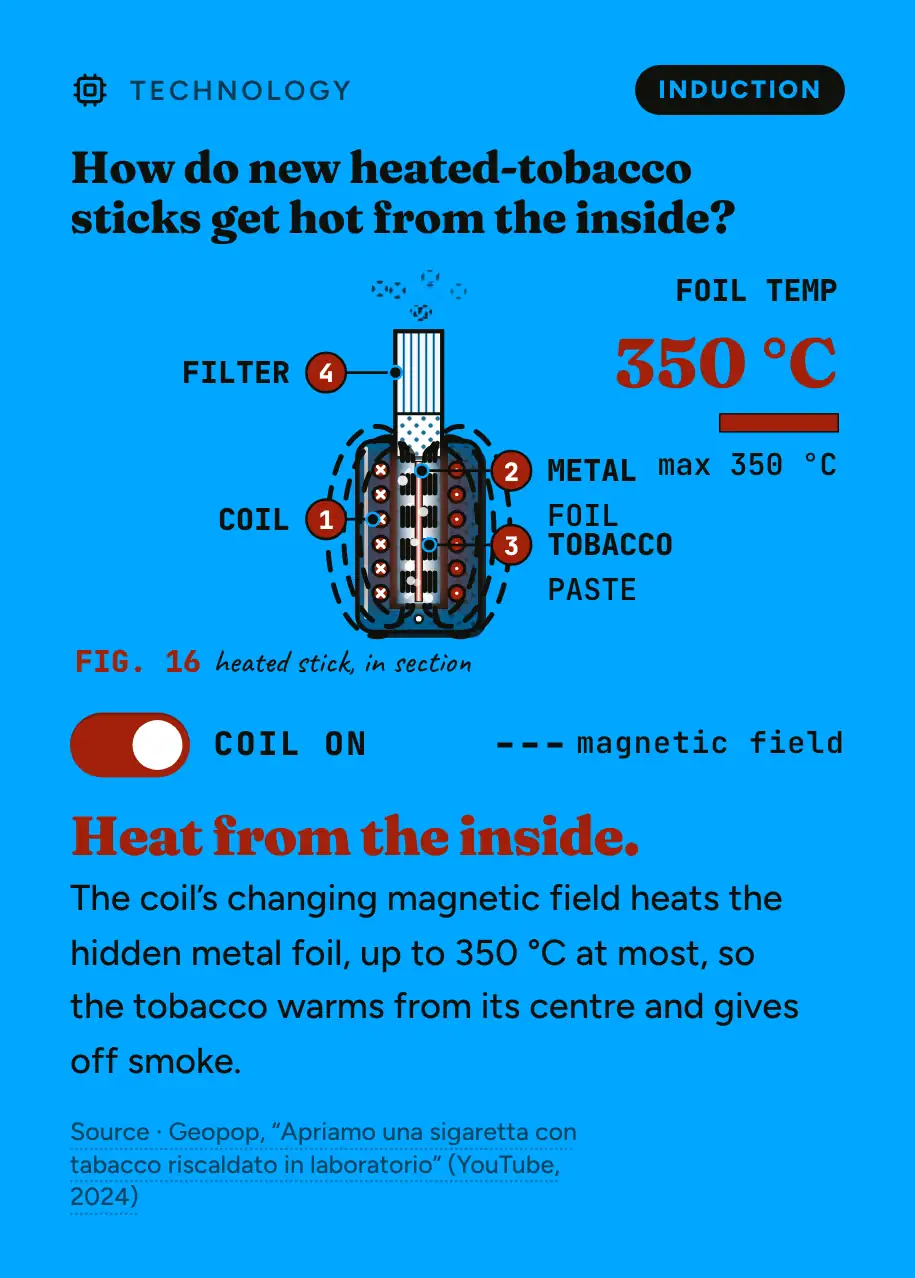 TECHNOLOGY
INDUCTION
How do new heated-tobacco
sticks get hot from the inside?
FOIL TEMP
350 °C
max 350 °C
FILTER 4
2 METAL
FOIL
COIL 1
3 TOBACCO
PASTE
FIG. 16 heated stick, in section
COIL ON
magnetic field
Heat from the inside.
The coil’s changing magnetic field heats the
hidden metal foil, up to 350 °C at most, so
the tobacco warms from its centre and gives
off smoke.
Source · Geopop, “Apriamo una sigaretta con
tabacco riscaldato in laboratorio” (YouTube,
2024)